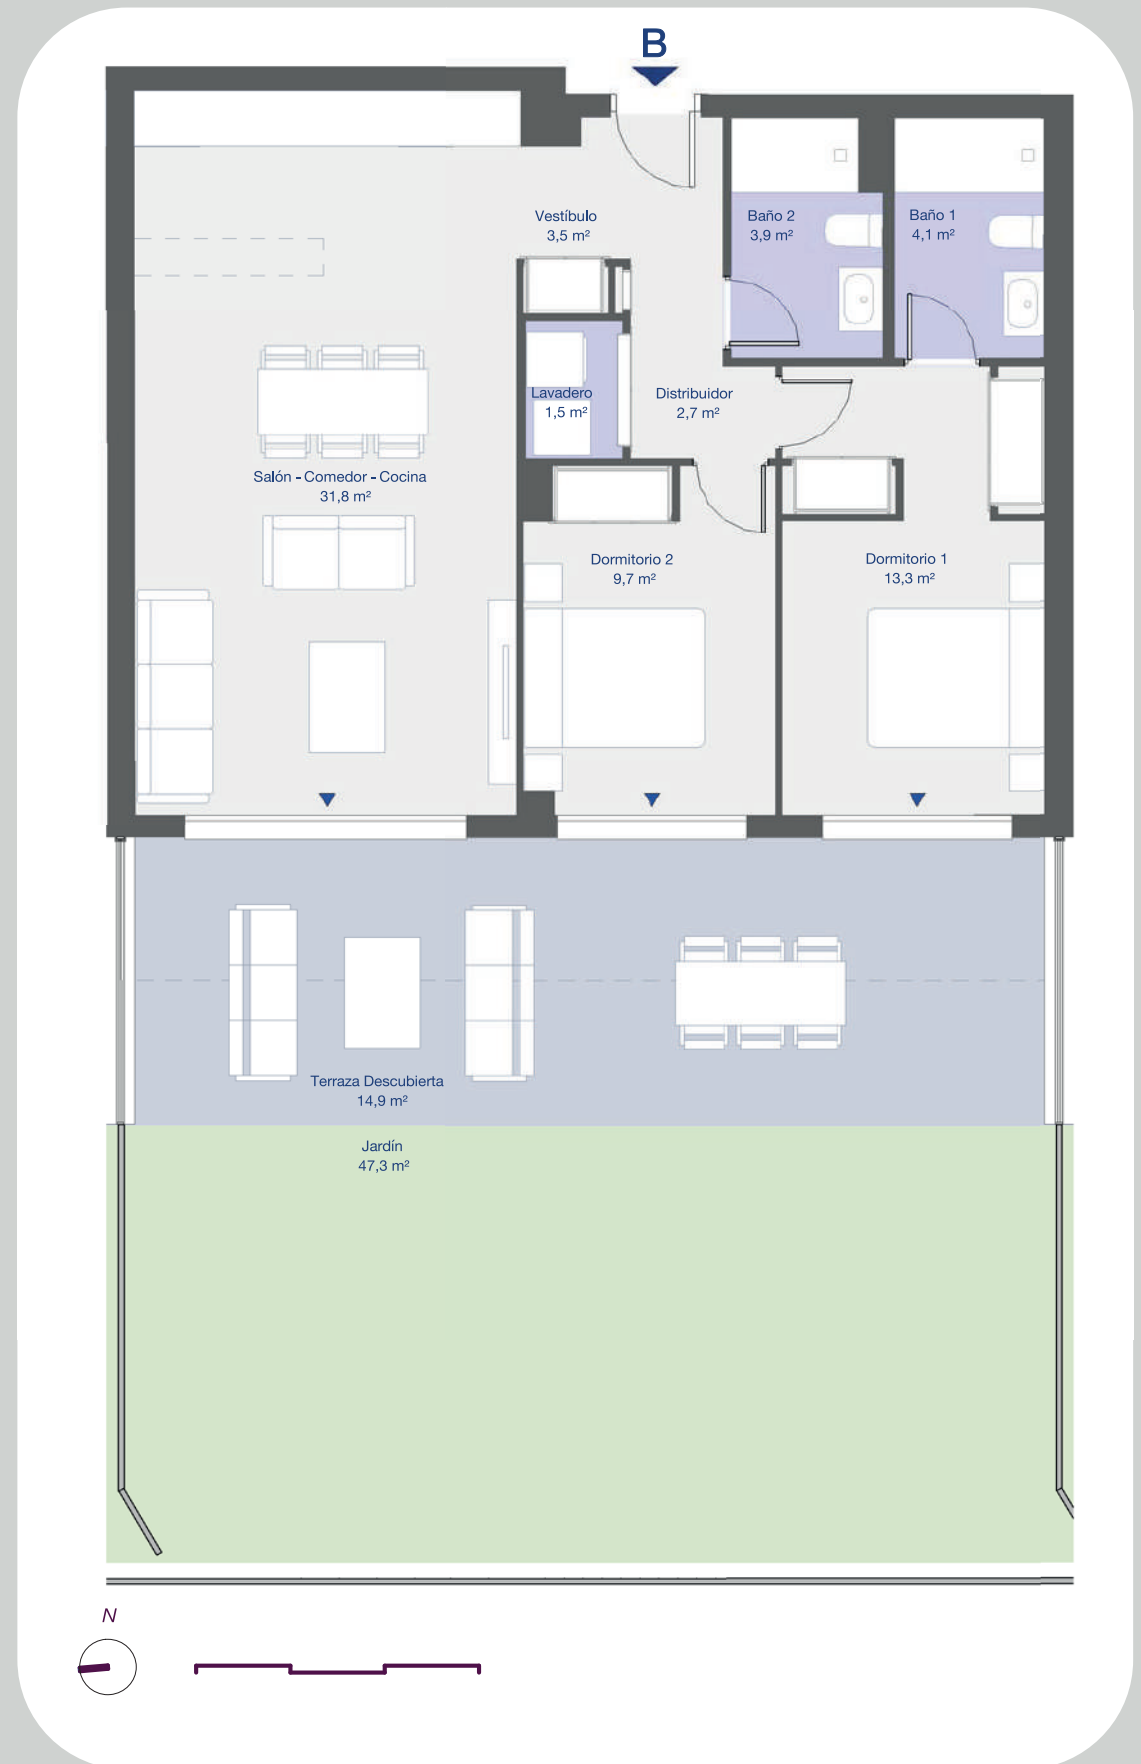 B
Vestíbulo
3,5 m²
Baño 2
3,9 m²
Baño 1
4,1 m²
Lavadero
1,5 m²
Distribuidor
2,7 m²
Salón - Comedor - Cocina
31,8 m²
Dormitorio 2
9,7 m²
Dormitorio 1
13,3 m²
Terraza Descubierta
14,9 m²
Jardín
47,3 m²
N